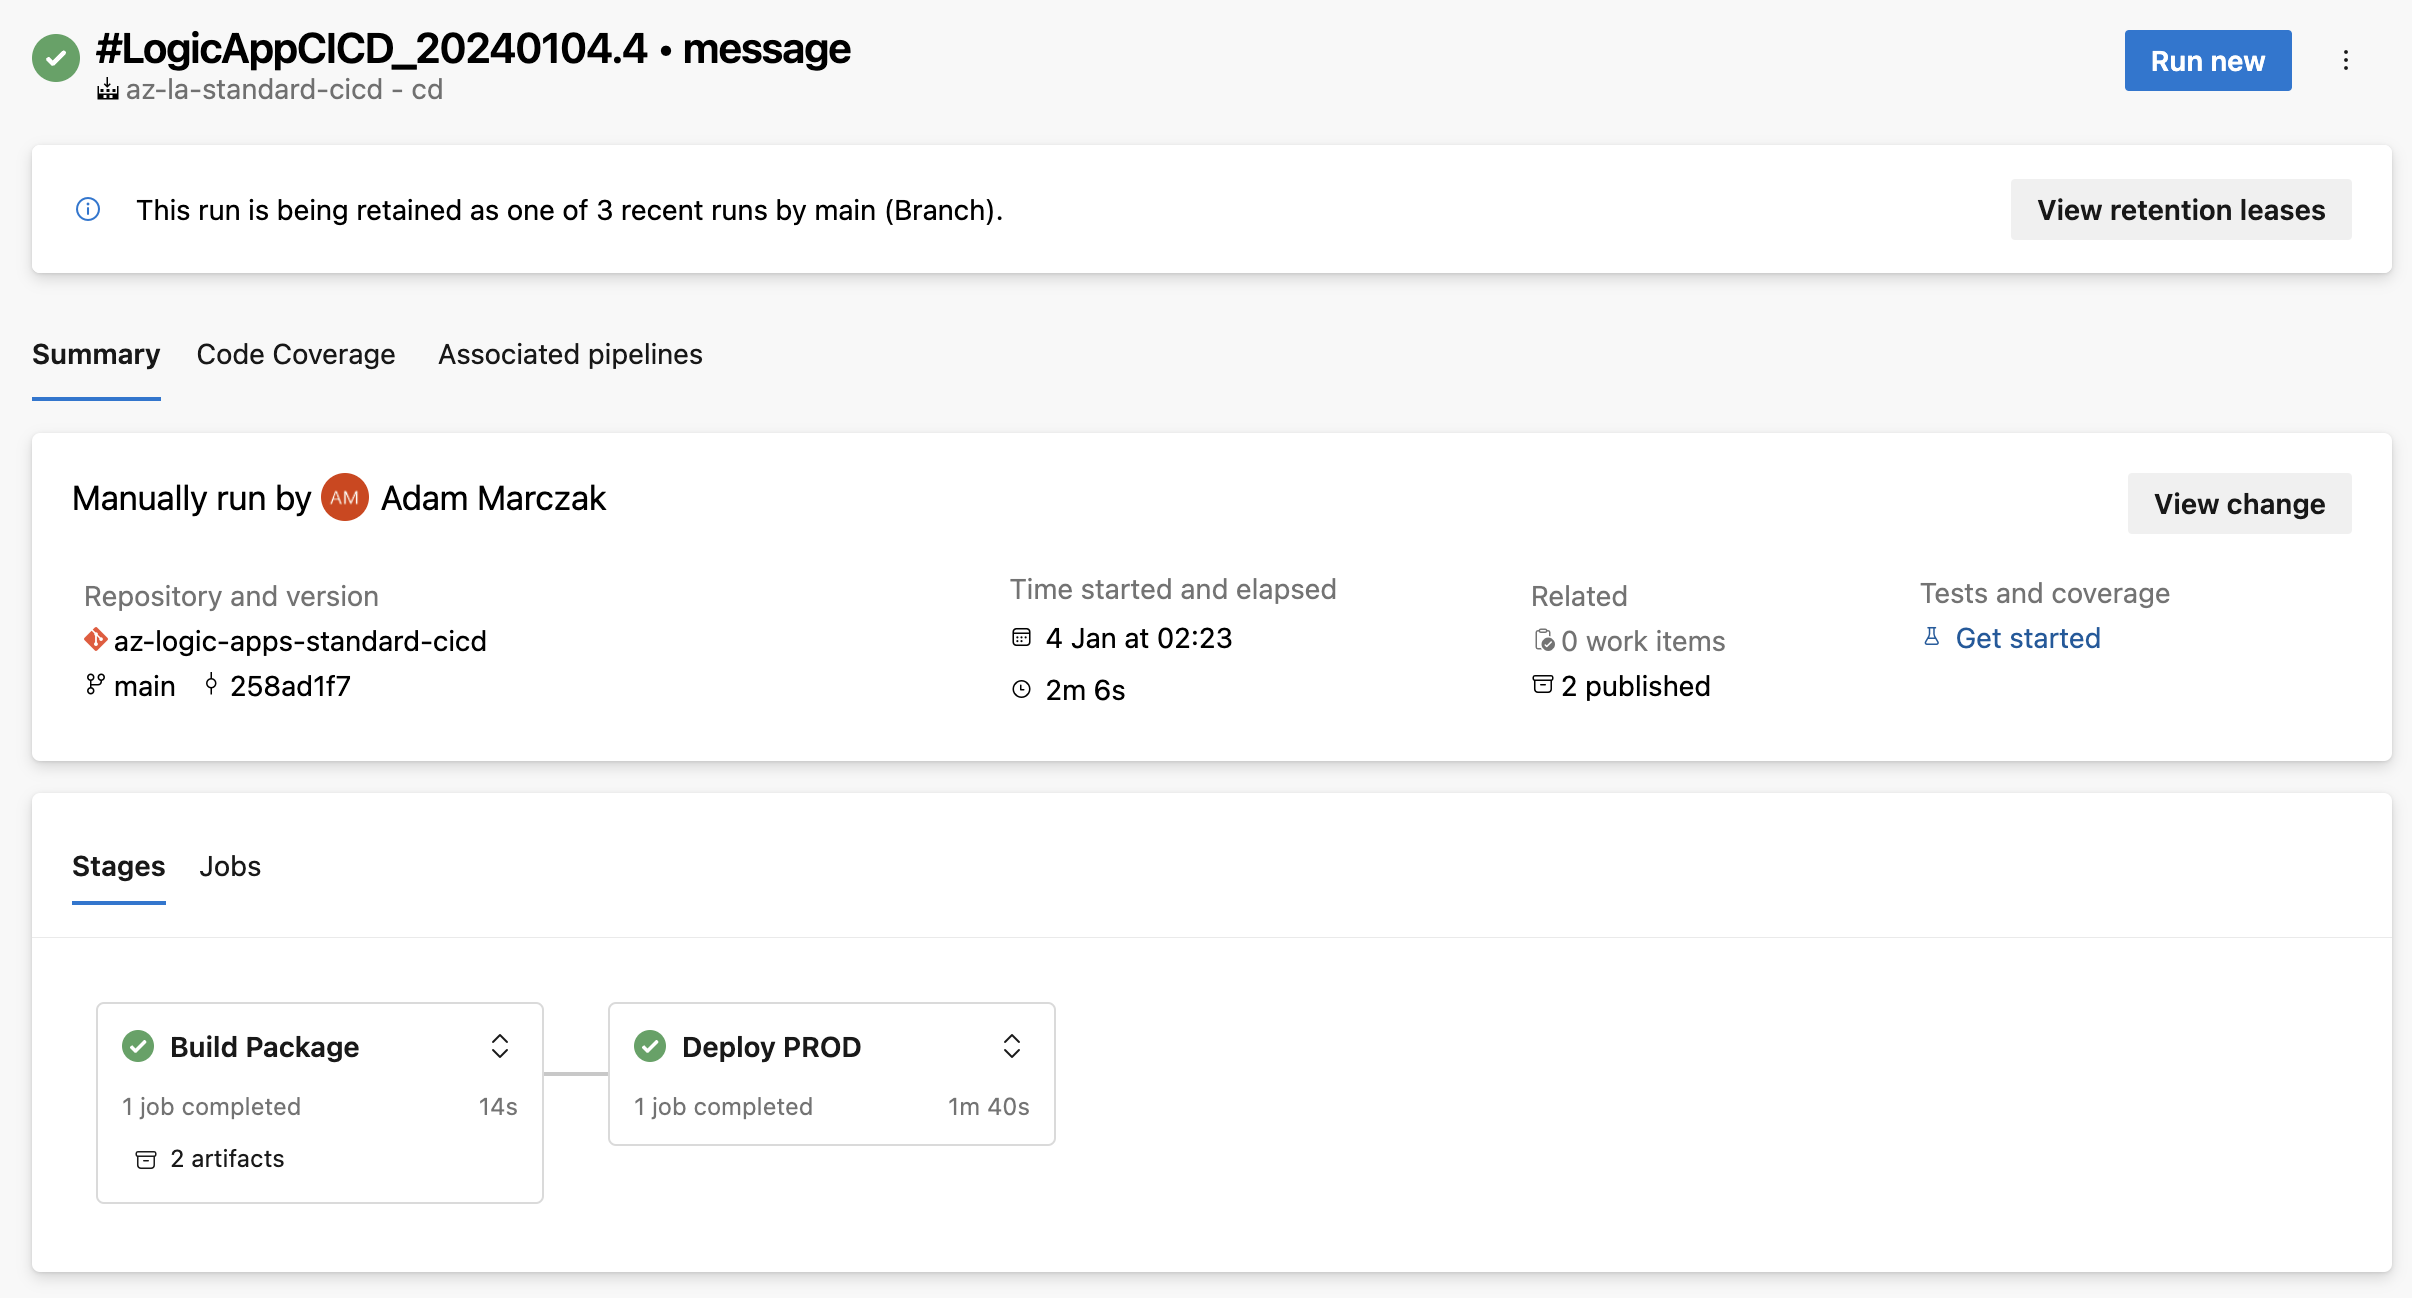 #LogicAppCICD_20240104.4 • message
az-la-standard-cicd - cd
Run new
This run is being retained as one of 3 recent runs by main (Branch).
View retention leases
Summary Code Coverage Associated pipelines
Manually run by AM Adam Marczak
View change
Repository and version
az-logic-apps-standard-cicd
main 258ad1f7
Time started and elapsed
4 Jan at 02:23
2m 6s
Related
0 work items
2 published
Tests and coverage
Get started
Stages Jobs
Build Package
1 job completed 14s
2 artifacts
Deploy PROD
1 job completed 1m 40s